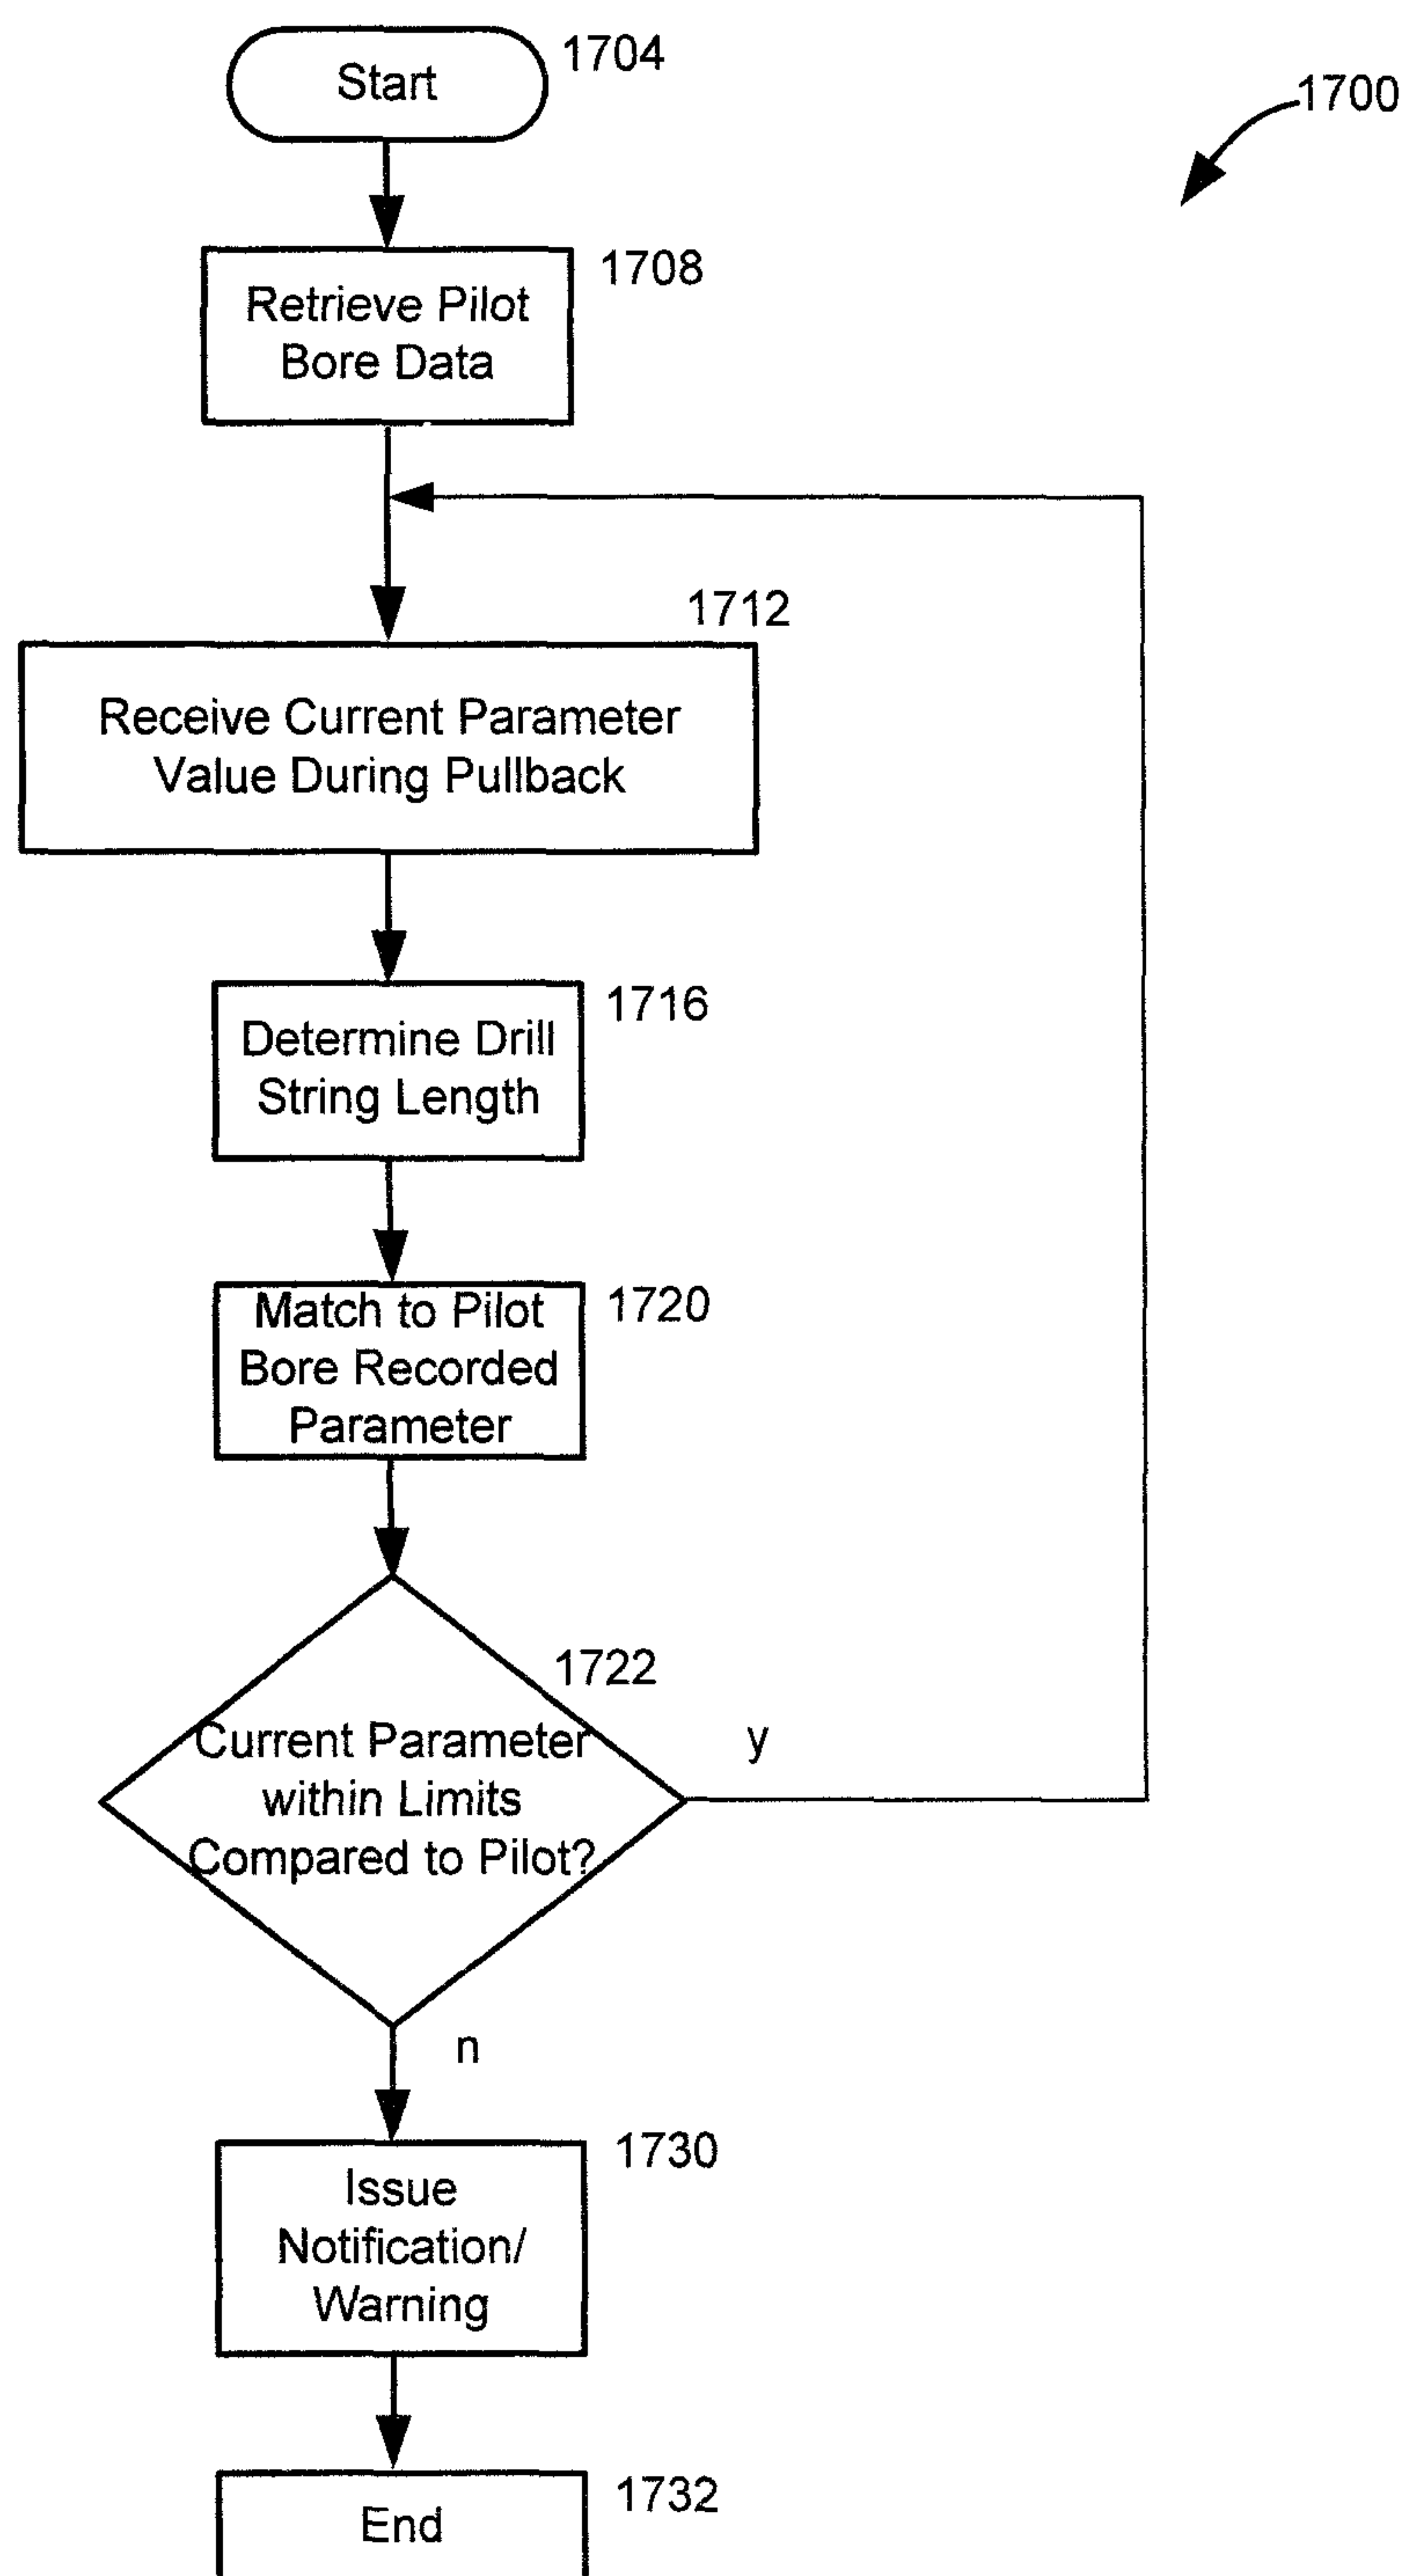 Start
1704
1700
Retrieve Pilot
Bore Data
1708
1712
Receive Current Parameter
Value During Pullback
Determine Drill
String Length
1716
Match to Pilot
Bore Recorded
Parameter
1720
1722
Current Parameter
within Limits
Compared to Pilot?
y
n
Issue
Notification/
Warning
1730
End
1732